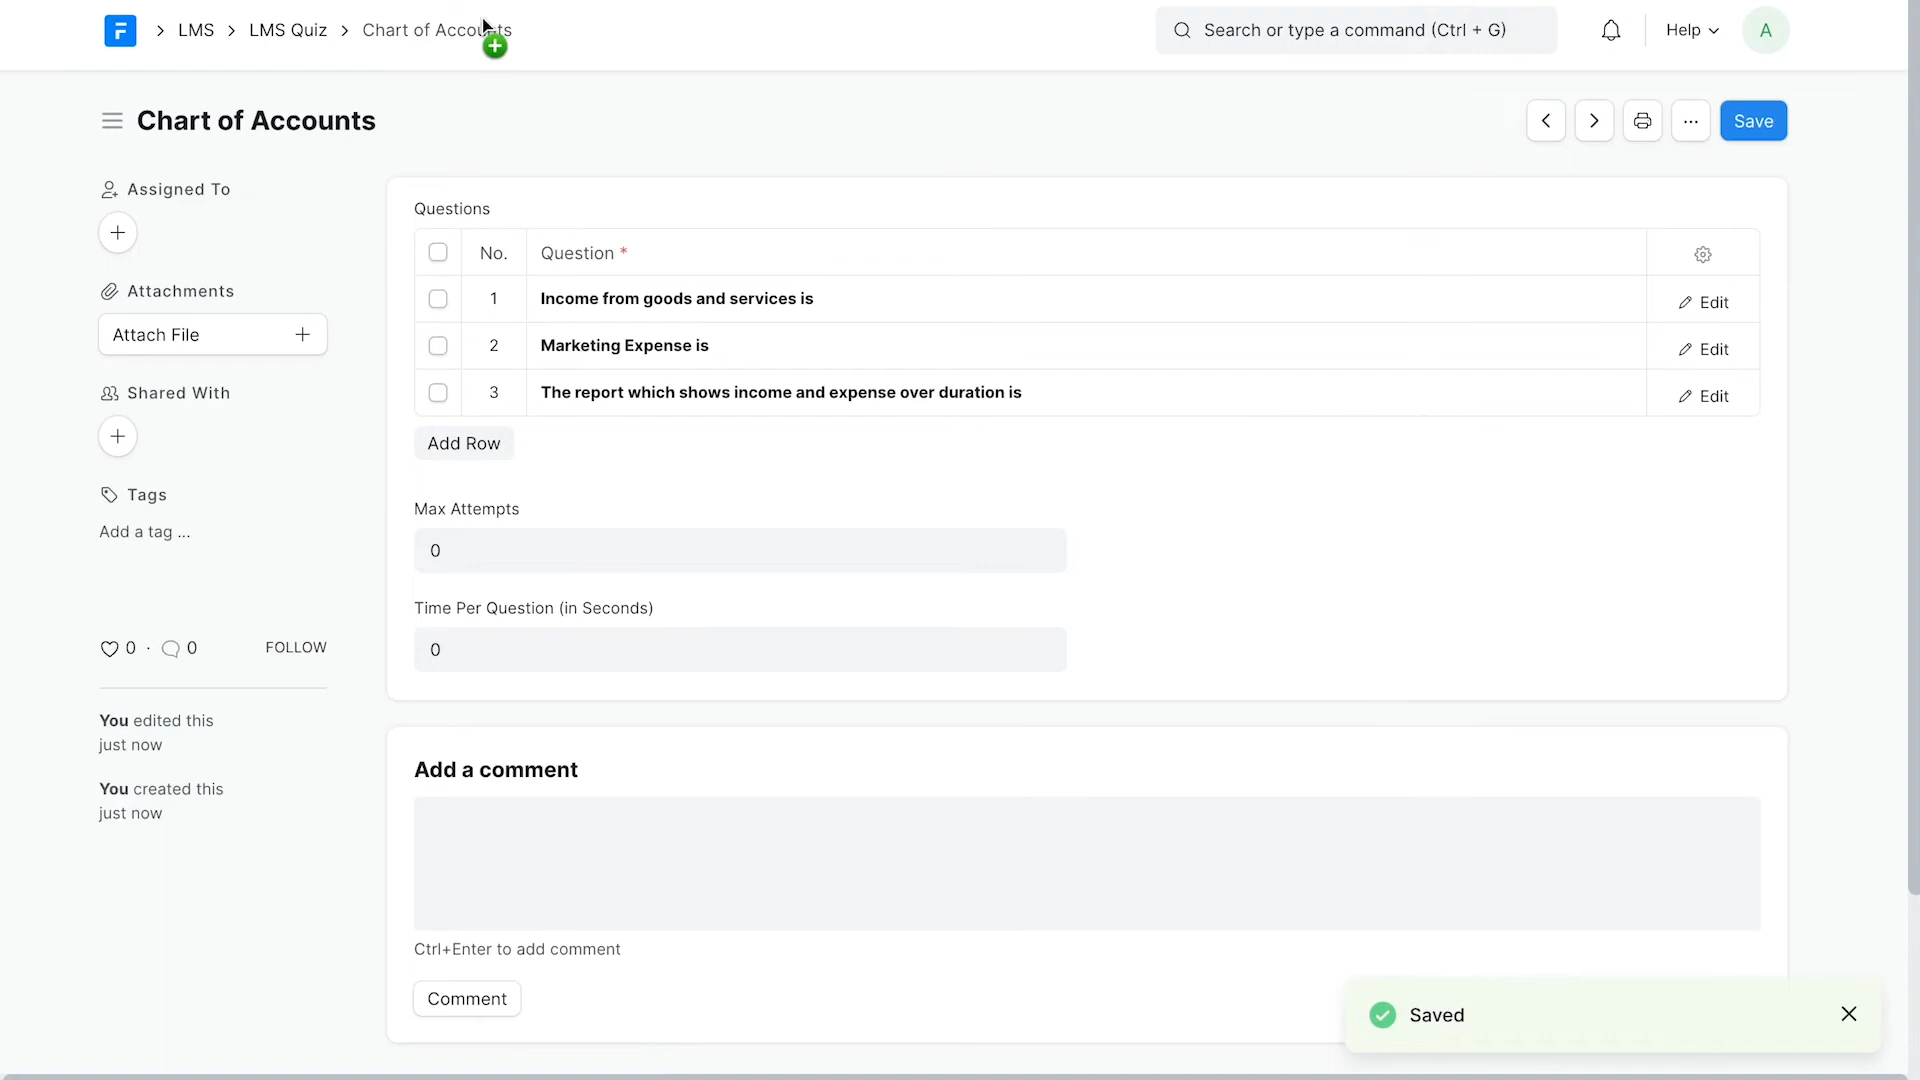 LMS LMS Quiz Chart of Accounts Search or type a command (Ctrl + G) Help A
Chart of Accounts Save
Assigned To
Attachments
Attach File
Shared With
Tags
Add a tag ...
0 · 0 FOLLOW
You edited this
just now
You created this
just now
Questions
No. Question *
1 Income from goods and services is Edit
2 Marketing Expense is Edit
3 The report which shows income and expense over duration is Edit
Add Row
Max Attempts
0
Time Per Question (in Seconds)
0
Add a comment
Ctrl+Enter to add comment
Comment
Saved